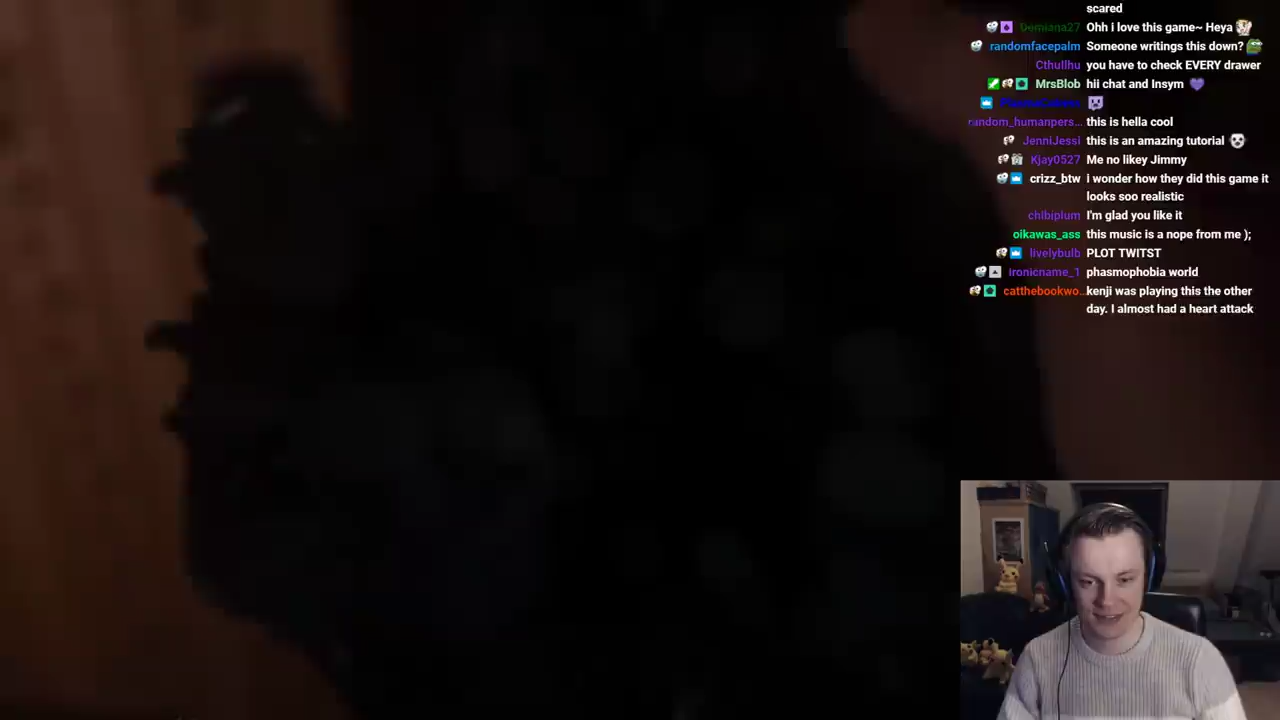 scared
Demiana27 Ohh i love this game~ Heya
randomfacepalm Someone writings this down?
Cthullhu you have to check EVERY drawer
MrsBlob hii chat and Insym
random_humanpers... this is hella cool
JenniJessi this is an amazing tutorial
Kjay0527 Me no likey Jimmy
crizz_btw i wonder how they did this game it
looks soo realistic
chibiplum I'm glad you like it
oikawas_ass this music is a nope from me );
livelybulb PLOT TWITST
ironicname_1 phasmophobia world
catthebookwo... kenji was playing this the other
day. I almost had a heart attack